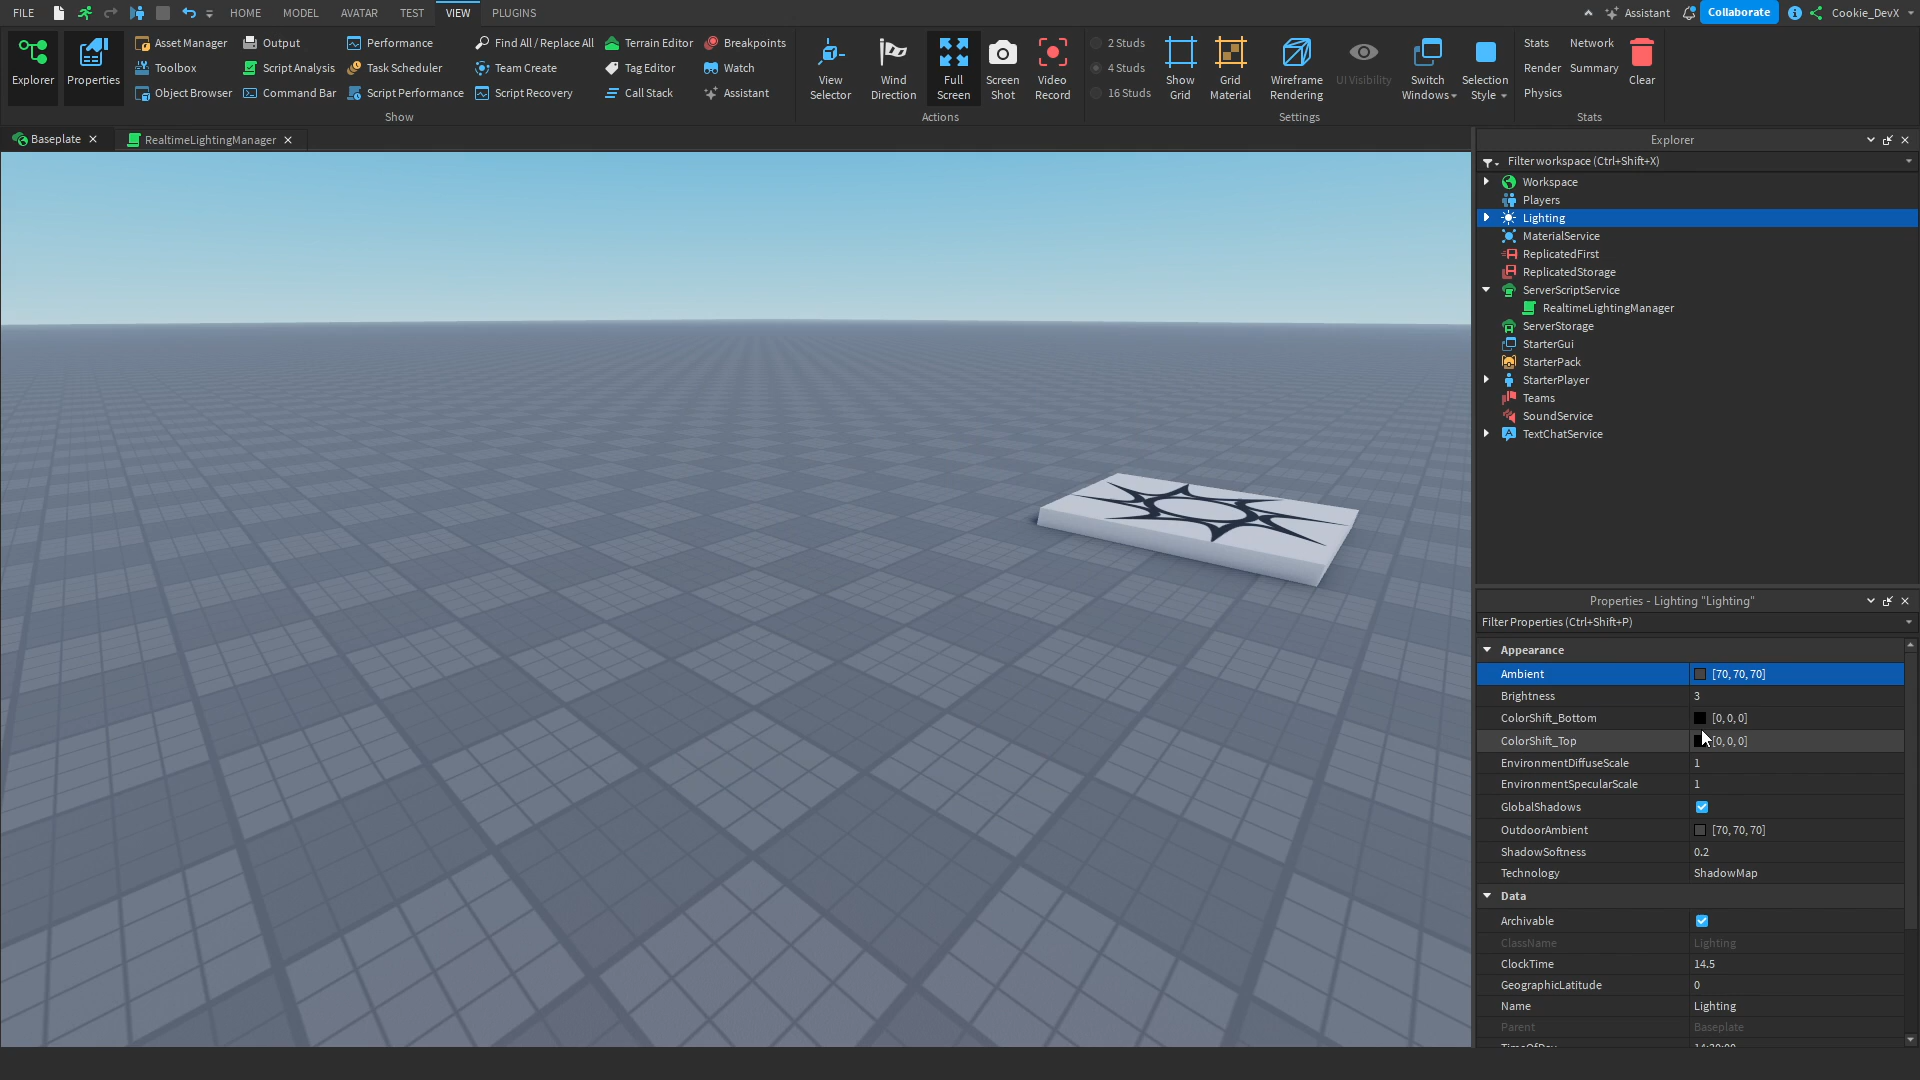 FILE HOME MODEL AVATAR TEST VIEW PLUGINS Assistant Collaborate Cookie_DevX
Explorer
Properties
Asset Manager
Toolbox
Object Browser
Output
Script Analysis
Command Bar
Performance
Task Scheduler
Script Performance
Find All / Replace All
Team Create
Script Recovery
Terrain Editor
Tag Editor
Call Stack
Breakpoints
Watch
Assistant
Show
View
Selector
Wind
Direction
Full
Screen
Screen
Shot
Video
Record
Actions
2 Studs
4 Studs
16 Studs
Show
Grid
Grid
Material
Wireframe
Rendering
UI Visibility
Switch
Windows
Selection
Style
Settings
Stats
Render
Physics
Network
Summary
Clear
Stats
Baseplate
RealtimeLightingManager
Explorer
Filter workspace (Ctrl+Shift+X)
Workspace
Players
Lighting
MaterialService
ReplicatedFirst
ReplicatedStorage
ServerScriptService
RealtimeLightingManager
ServerStorage
StarterGui
StarterPack
StarterPlayer
Teams
SoundService
TextChatService
Properties - Lighting "Lighting"
Filter Properties (Ctrl+Shift+P)
Appearance
Ambient [70, 70, 70]
Brightness 3
ColorShift_Bottom [0, 0, 0]
ColorShift_Top [0, 0, 0]
EnvironmentDiffuseScale 1
EnvironmentSpecularScale 1
GlobalShadows
OutdoorAmbient [70, 70, 70]
ShadowSoftness 0.2
Technology ShadowMap
Data
Archivable
ClassName Lighting
ClockTime 14.5
GeographicLatitude 0
Name Lighting
Parent Baseplate